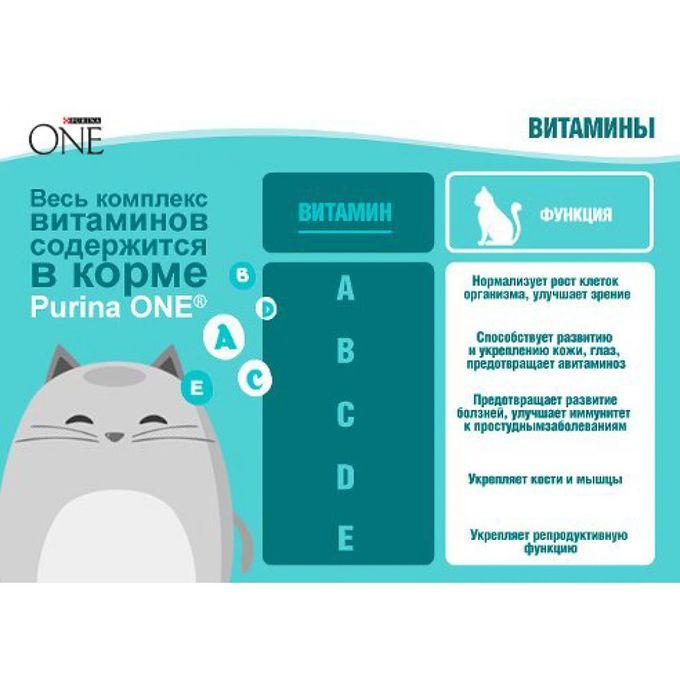 PURINA
ONE
ВИТАМИНЫ
Весь комплекс
витаминов
содержится
в корме
Purina ONE®
B
D
A
C
E
ВИТАМИН
ФУНКЦИЯ
A
Нормализует рост клеток
организма, улучшает зрение
B
Способствует развитию
и укреплению кожи, глаз,
предотвращает авитаминоз
C
Предотвращает развитие
болзней, улучшает иммунитет
к простуднымзаболеваниям
D
Укрепляет кости и мышцы
E
Укрепляет репродуктивную
функцию